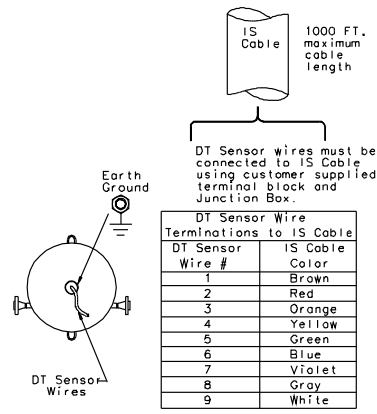 IS
Cable
1000 FT.
maximum
cable
length
DT Sensor wires must be
connected to IS Cable
using customer supplied
terminal block and
Junction Box.
Earth
Ground
DT Sensor
Wires
DT Sensor Wire
Terminations to IS Cable
DT Sensor Wire # IS Cable Color
1 Brown
2 Red
3 Orange
4 Yellow
5 Green
6 Blue
7 Violet
8 Gray
9 White